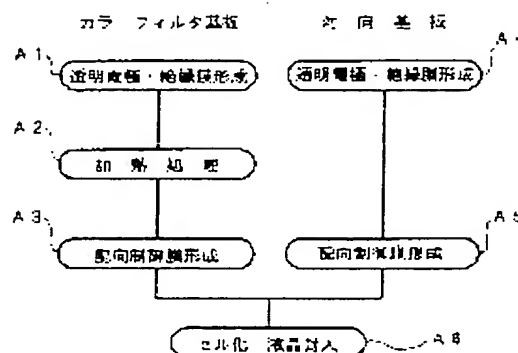 カラーフィルタ基板
対向基板
A1
透明電極・絶縁膜形成
透明電極・絶縁膜形成
A4
A2
加熱処理
A3
配向制御膜形成
配向制御膜形成
A5
セル化 液晶封入
A6